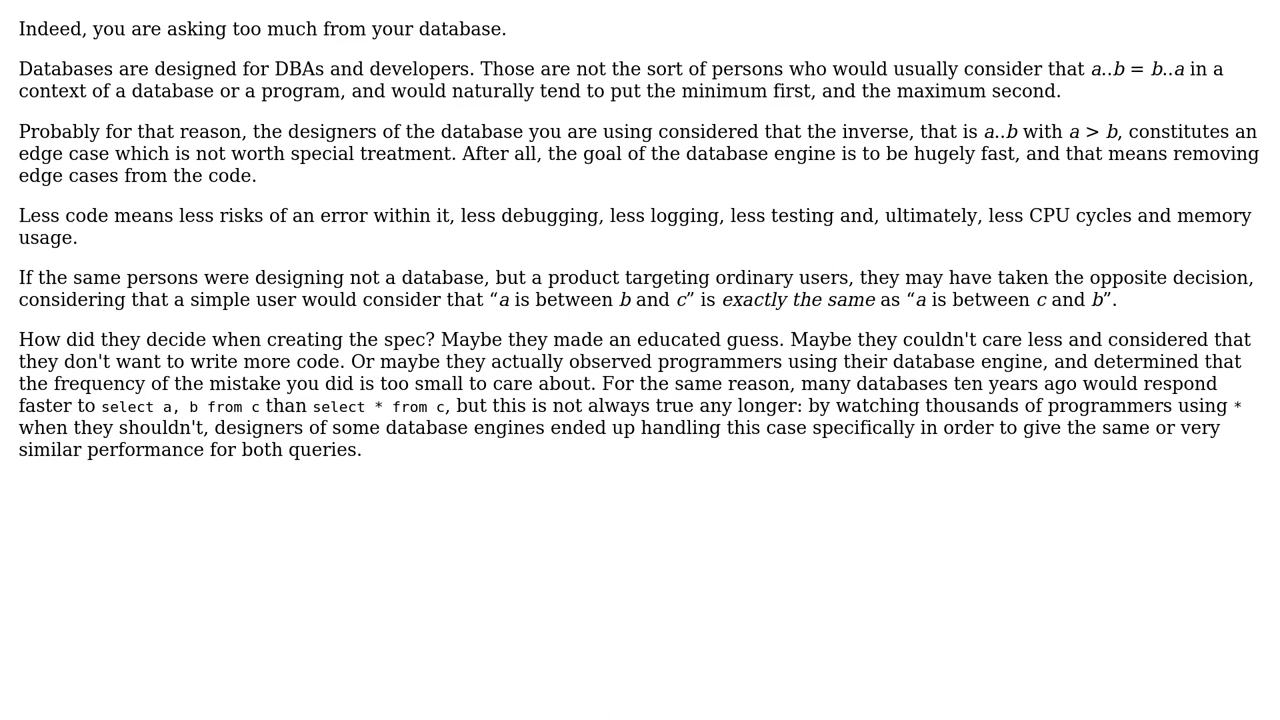 Indeed, you are asking too much from your database.
Databases are designed for DBAs and developers. Those are not the sort of persons who would usually consider that a..b = b..a in a
context of a database or a program, and would naturally tend to put the minimum first, and the maximum second.
Probably for that reason, the designers of the database you are using considered that the inverse, that is a..b with a > b, constitutes an
edge case which is not worth special treatment. After all, the goal of the database engine is to be hugely fast, and that means removing
edge cases from the code.
Less code means less risks of an error within it, less debugging, less logging, less testing and, ultimately, less CPU cycles and memory
usage.
If the same persons were designing not a database, but a product targeting ordinary users, they may have taken the opposite decision,
considering that a simple user would consider that “a is between b and c” is exactly the same as “a is between c and b”.
How did they decide when creating the spec? Maybe they made an educated guess. Maybe they couldn't care less and considered that
they don't want to write more code. Or maybe they actually observed programmers using their database engine, and determined that
the frequency of the mistake you did is too small to care about. For the same reason, many databases ten years ago would respond
faster to select a, b from c than select * from c, but this is not always true any longer: by watching thousands of programmers using *
when they shouldn't, designers of some database engines ended up handling this case specifically in order to give the same or very
similar performance for both queries.